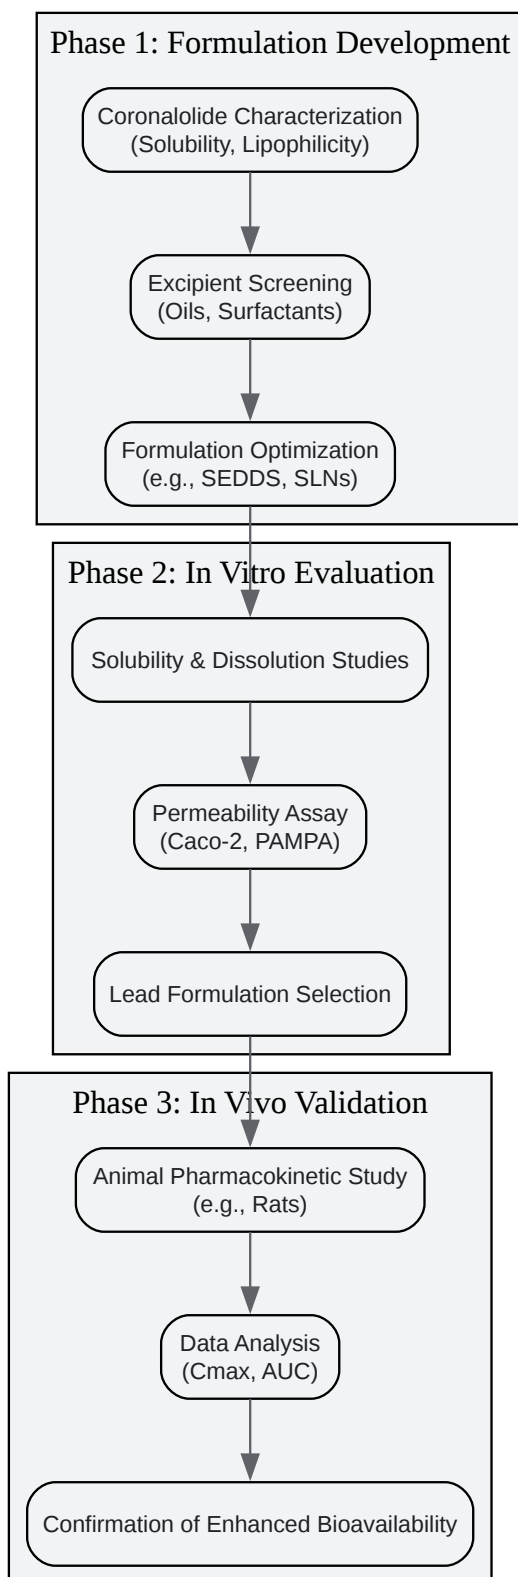 Phase 1: Formulation Development
Coronalolide Characterization
(Solubility, Lipophilicity)
Excipient Screening
(Oils, Surfactants)
Formulation Optimization
(e.g., SEDDS, SLNs)
Phase 2: In Vitro Evaluation
Solubility & Dissolution Studies
Permeability Assay
(Caco-2, PAMPA)
Lead Formulation Selection
Phase 3: In Vivo Validation
Animal Pharmacokinetic Study
(e.g., Rats)
Data Analysis
(Cmax, AUC)
Confirmation of Enhanced Bioavailability